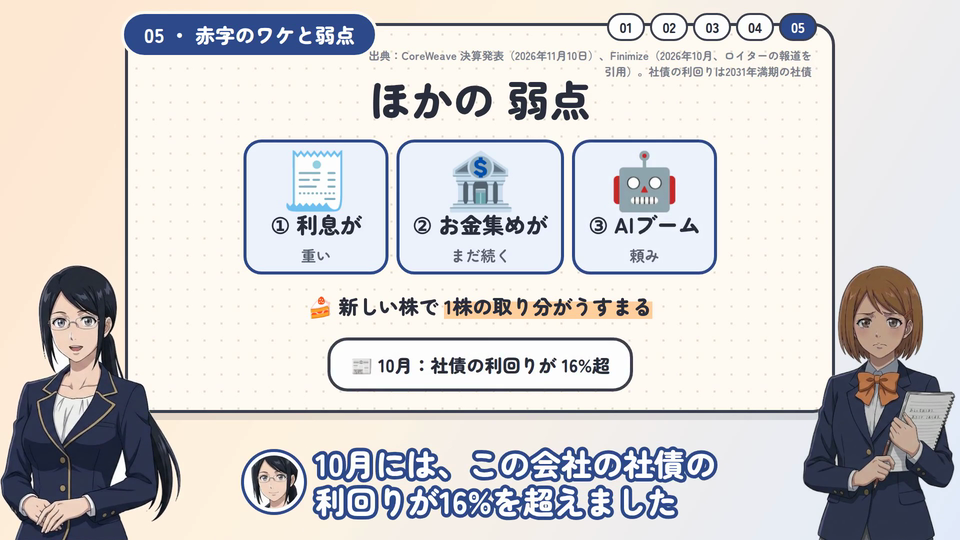 05 ・ 赤字のワケと弱点
01 02 03 04 05
出典：CoreWeave 決算発表（2026年11月10日）、Finimize（2026年10月、ロイターの報道を
引用）。社債の利回りは2031年満期の社債
ほかの 弱点
① 利息が
重い
② お金集めが
まだ続く
③ AIブーム
頼み
新しい株で 1株の取り分がうすまる
10月：社債の利回りが 16%超
10月には、この会社の社債の
利回りが16%を超えました